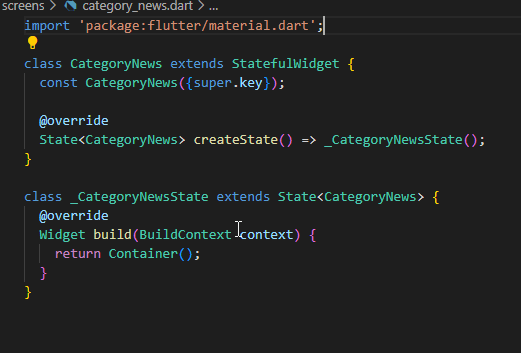 screens > category_news.dart > ...
import 'package:flutter/material.dart';
class CategoryNews extends StatefulWidget {
  const CategoryNews({super.key});
  @override
  State<CategoryNews> createState() => _CategoryNewsState();
}
class _CategoryNewsState extends State<CategoryNews> {
  @override
  Widget build(BuildContext context) {
    return Container();
  }
}